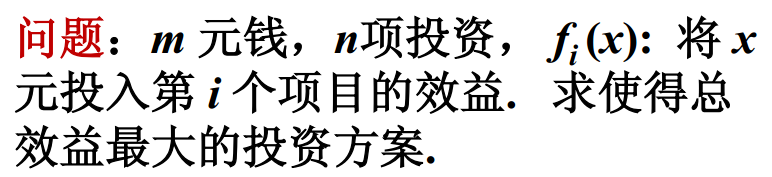 问题：m 元钱，n项投资， fi (x): 将 x
元投入第 i 个项目的效益. 求使得总
效益最大的投资方案.